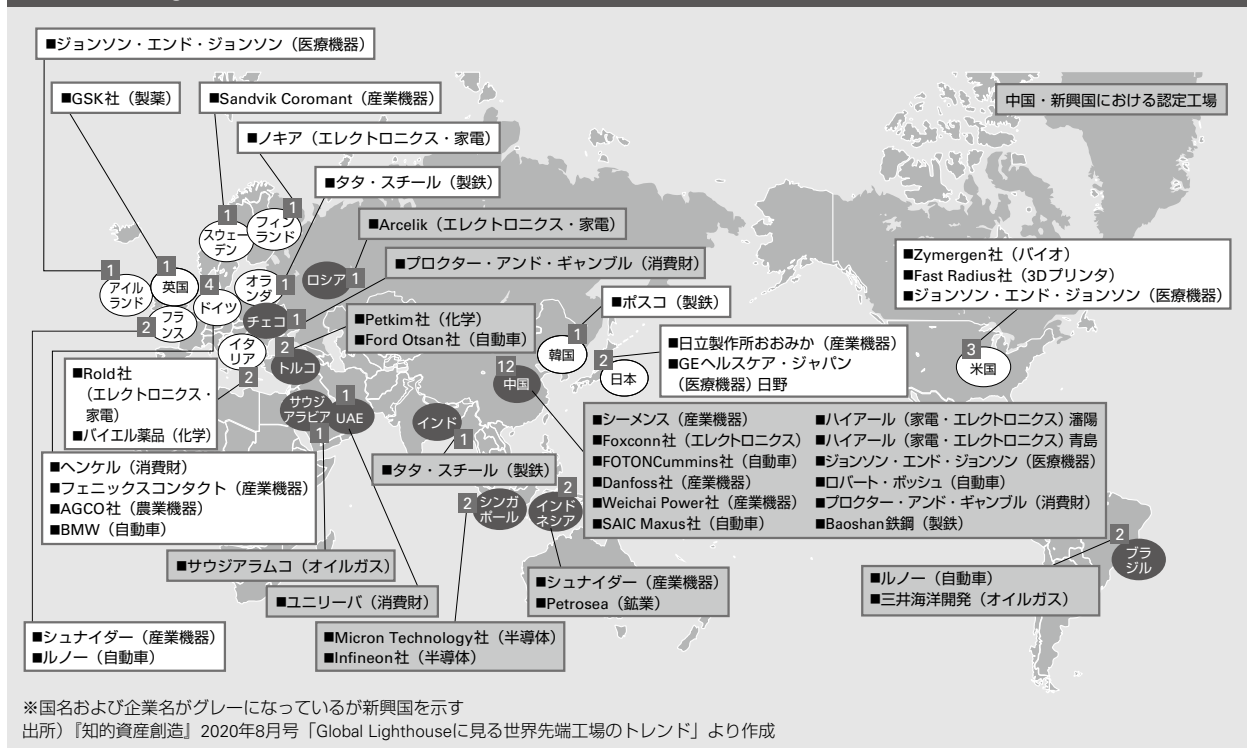 ■ジョンソン・エンド・ジョンソン（医療機器）
■GSK社（製薬）
■Sandvik Coromant（産業機器）
■ノキア（エレクトロニクス・家電）
■タタ・スチール（製鉄）
■Arcelik（エレクトロニクス・家電）
■プロクター・アンド・ギャンブル（消費財）
■Petkim社（化学）
■Ford Otsan社（自動車）
中国・新興国における認定工場
■Zymergen社（バイオ）
■Fast Radius社（3Dプリンタ）
■ジョンソン・エンド・ジョンソン（医療機器）
■ポスコ（製鉄）
■日立製作所おおみか（産業機器）
■GEヘルスケア・ジャパン
（医療機器）日野
1
スウェー
デン
1
フィン
ランド
1
アイル
ランド
1
英国
4
ドイツ
オラ
ンダ
1
ロシア
1
2
フラ
ンス
チェコ
1
イタ
リア
2
2
トルコ
サウジ
アラビア
1
1
UAE
インド
1
12
中国
1
韓国
2
日本
3
米国
2
シンガ
ポール
2
インド
ネシア
2
ブラ
ジル
■Rold社
（エレクトロニクス・
家電）
■バイエル薬品（化学）
■ヘンケル（消費財）
■フェニックスコンタクト（産業機器）
■AGCO社（農業機器）
■BMW（自動車）
■タタ・スチール（製鉄）
■シーメンス（産業機器）
■Foxconn社（エレクトロニクス）
■FOTONCummins社（自動車）
■Danfoss社（産業機器）
■Weichai Power社（産業機器）
■SAIC Maxus社（自動車）
■ハイアール（家電・エレクトロニクス）瀋陽
■ハイアール（家電・エレクトロニクス）青島
■ジョンソン・エンド・ジョンソン（医療機器）
■ロバート・ボッシュ（自動車）
■プロクター・アンド・ギャンブル（消費財）
■Baoshan鉄鋼（製鉄）
■サウジアラムコ（オイルガス）
■ユニリーバ（消費財）
■シュナイダー（産業機器）
■Petrosea（鉱業）
■ルノー（自動車）
■三井海洋開発（オイルガス）
■シュナイダー（産業機器）
■ルノー（自動車）
■Micron Technology社（半導体）
■Infineon社（半導体）
※国名および企業名がグレーになっているが新興国を示す
出所）『知的資産創造』2020年8月号「Global Lighthouseに見る世界先端工場のトレンド」より作成